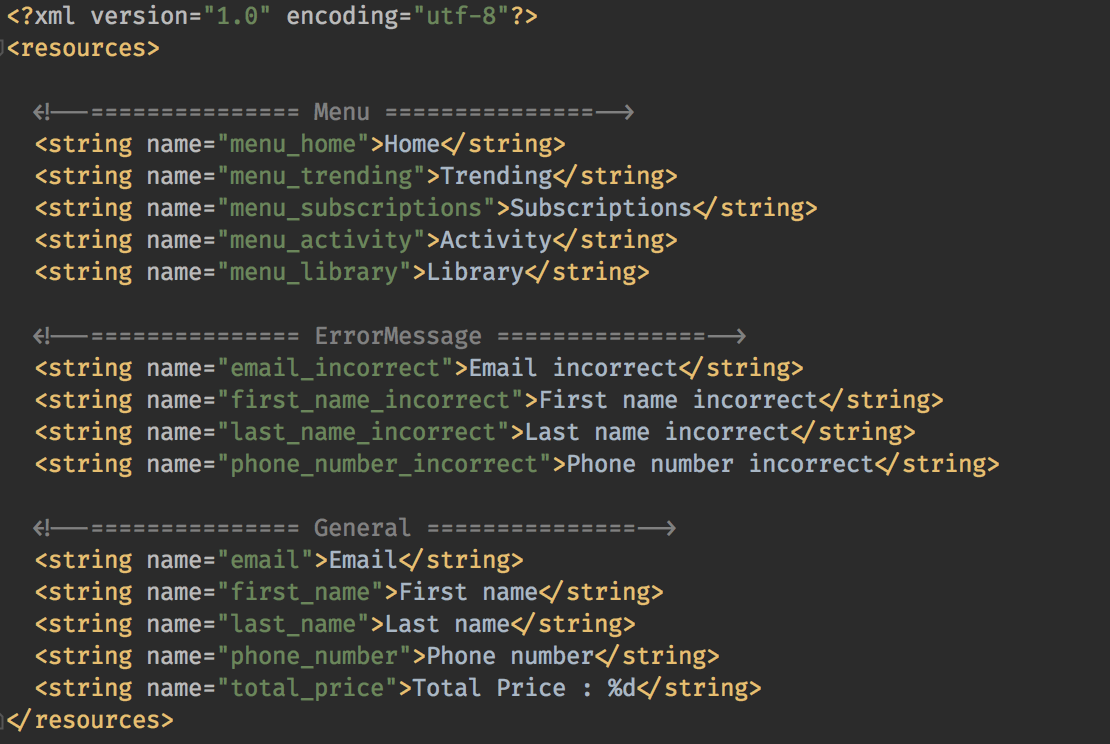 <?xml version="1.0" encoding="utf-8"?>
<resources>
<!--=============== Menu ===============-->
<string name="menu_home">Home</string>
<string name="menu_trending">Trending</string>
<string name="menu_subscriptions">Subscriptions</string>
<string name="menu_activity">Activity</string>
<string name="menu_library">Library</string>
<!--=============== ErrorMessage ===============-->
<string name="email_incorrect">Email incorrect</string>
<string name="first_name_incorrect">First name incorrect</string>
<string name="last_name_incorrect">Last name incorrect</string>
<string name="phone_number_incorrect">Phone number incorrect</string>
<!--=============== General ===============-->
<string name="email">Email</string>
<string name="first_name">First name</string>
<string name="last_name">Last name</string>
<string name="phone_number">Phone number</string>
<string name="total_price">Total Price : %d</string>
</resources>